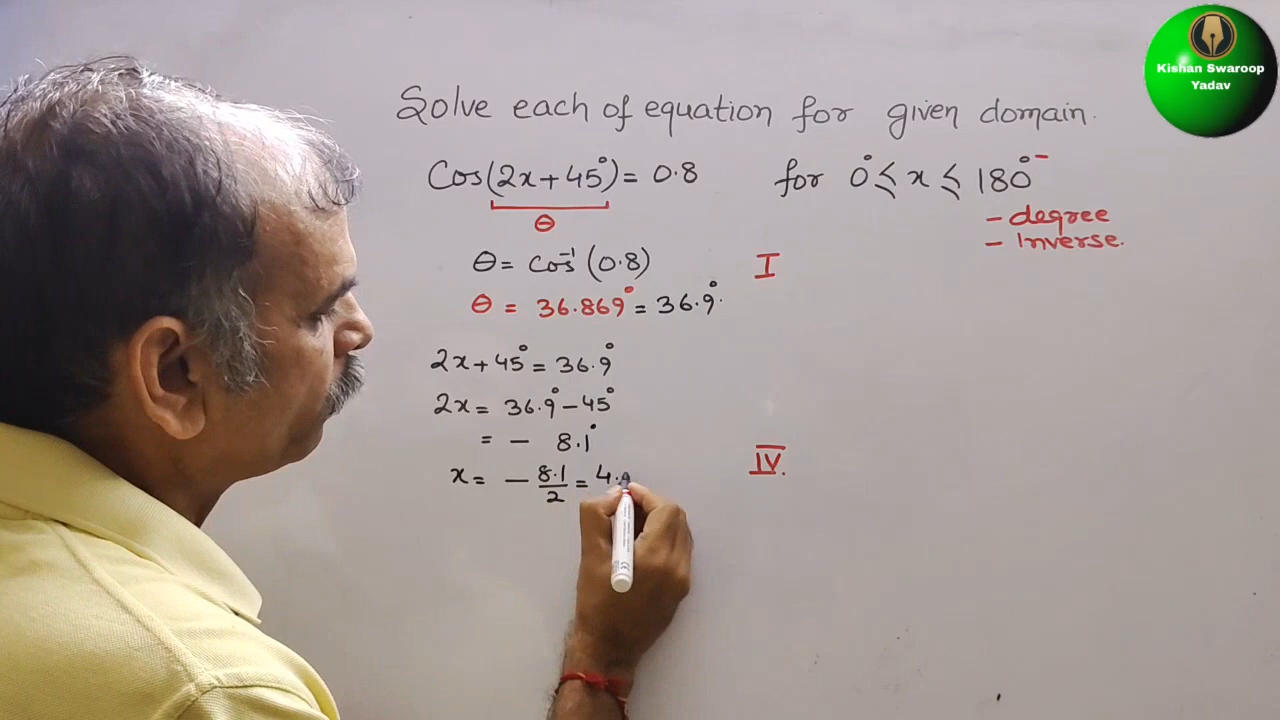 Kishan Swaroop
Yadav
Solve each of equation for given domain.
Cos(2x+45°)= 0.8 for 0°⩽ x ⩽ 180° -
θ
- degree
- Inverse.
θ = cos⁻¹ (0.8) I
θ = 36.869° = 36.9°.
2x+45° = 36.9°
2x = 36.9° - 45°
= - 8.1°
x = - 8.1/2 = 4.
IV.